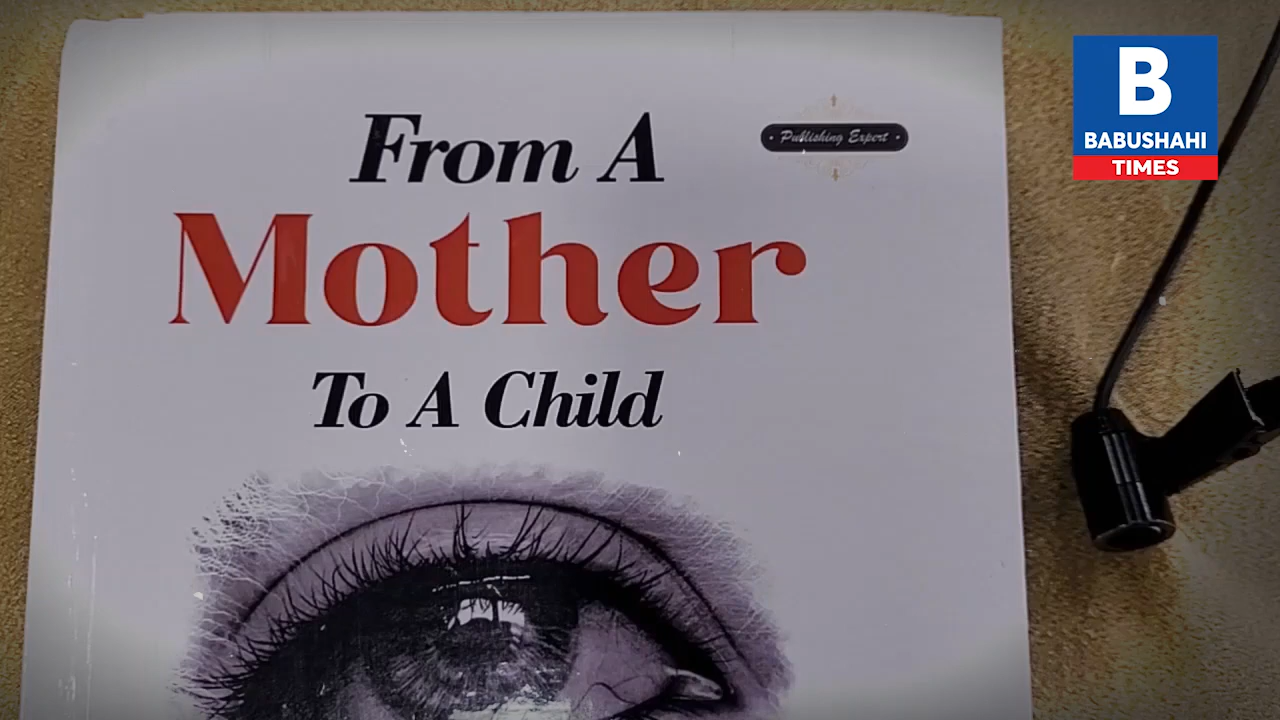 From A
Mother
To A Child
Publishing Expert
B
BABUSHAHI
TIMES